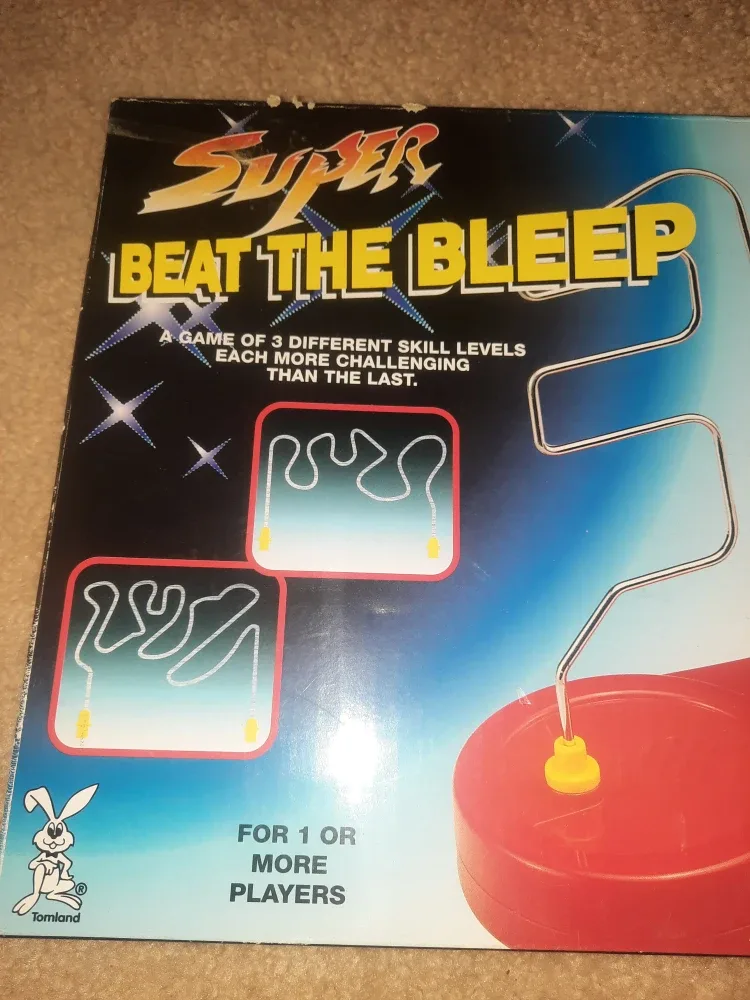 SUPER
BEAT THE BLEEP
A GAME OF 3 DIFFERENT SKILL LEVELS
EACH MORE CHALLENGING
THAN THE LAST.
FOR 1 OR
MORE
PLAYERS
®
Tomland